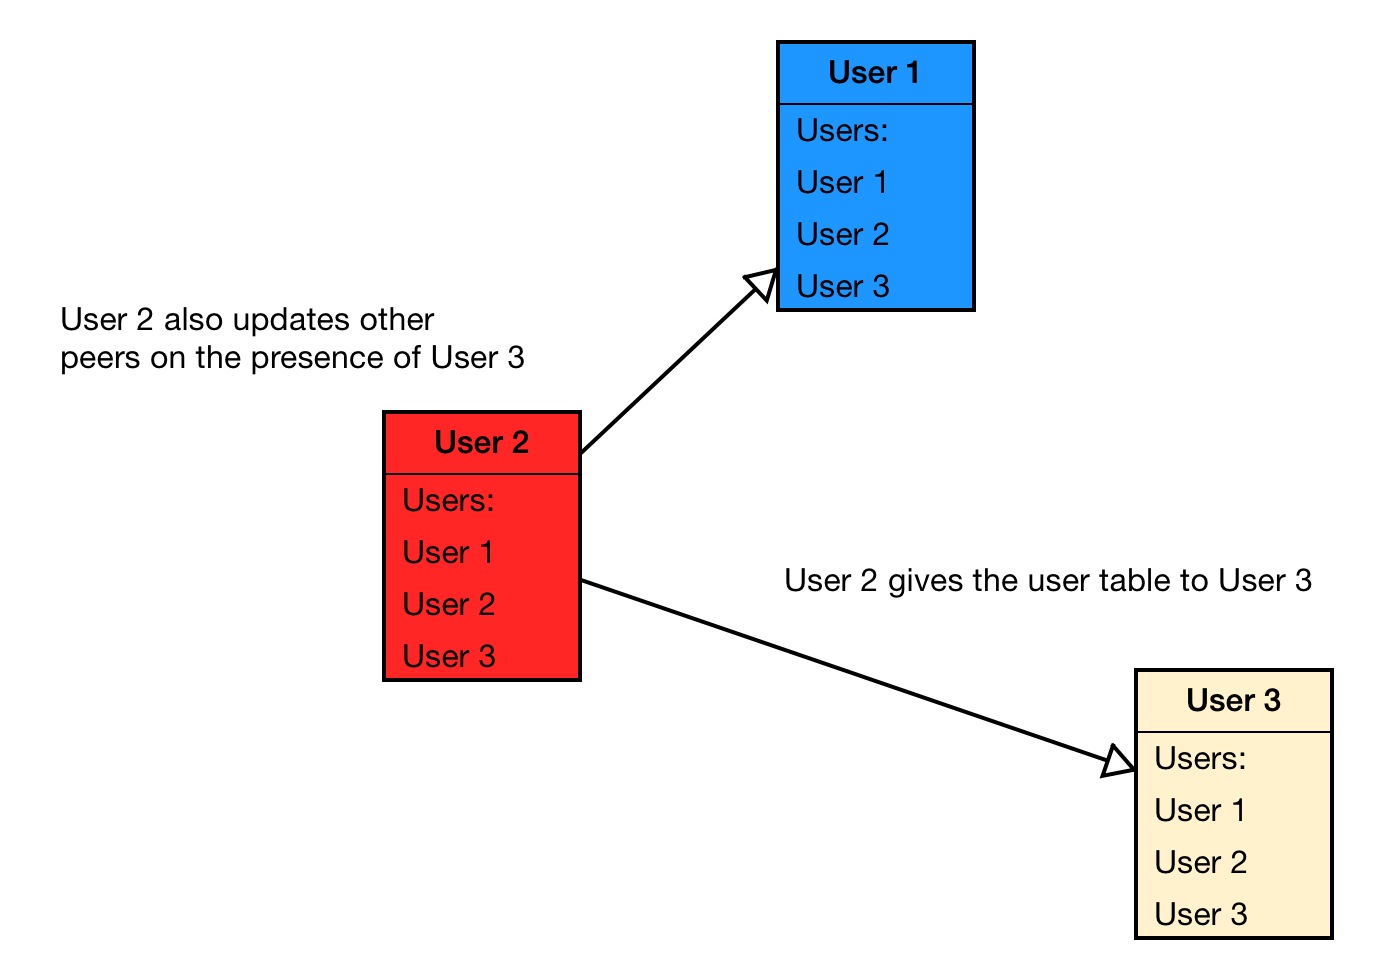 User 1
Users:
User 1
User 2
User 3
User 2 also updates other
peers on the presence of User 3
User 2
Users:
User 1
User 2
User 3
User 2 gives the user table to User 3
User 3
Users:
User 1
User 2
User 3